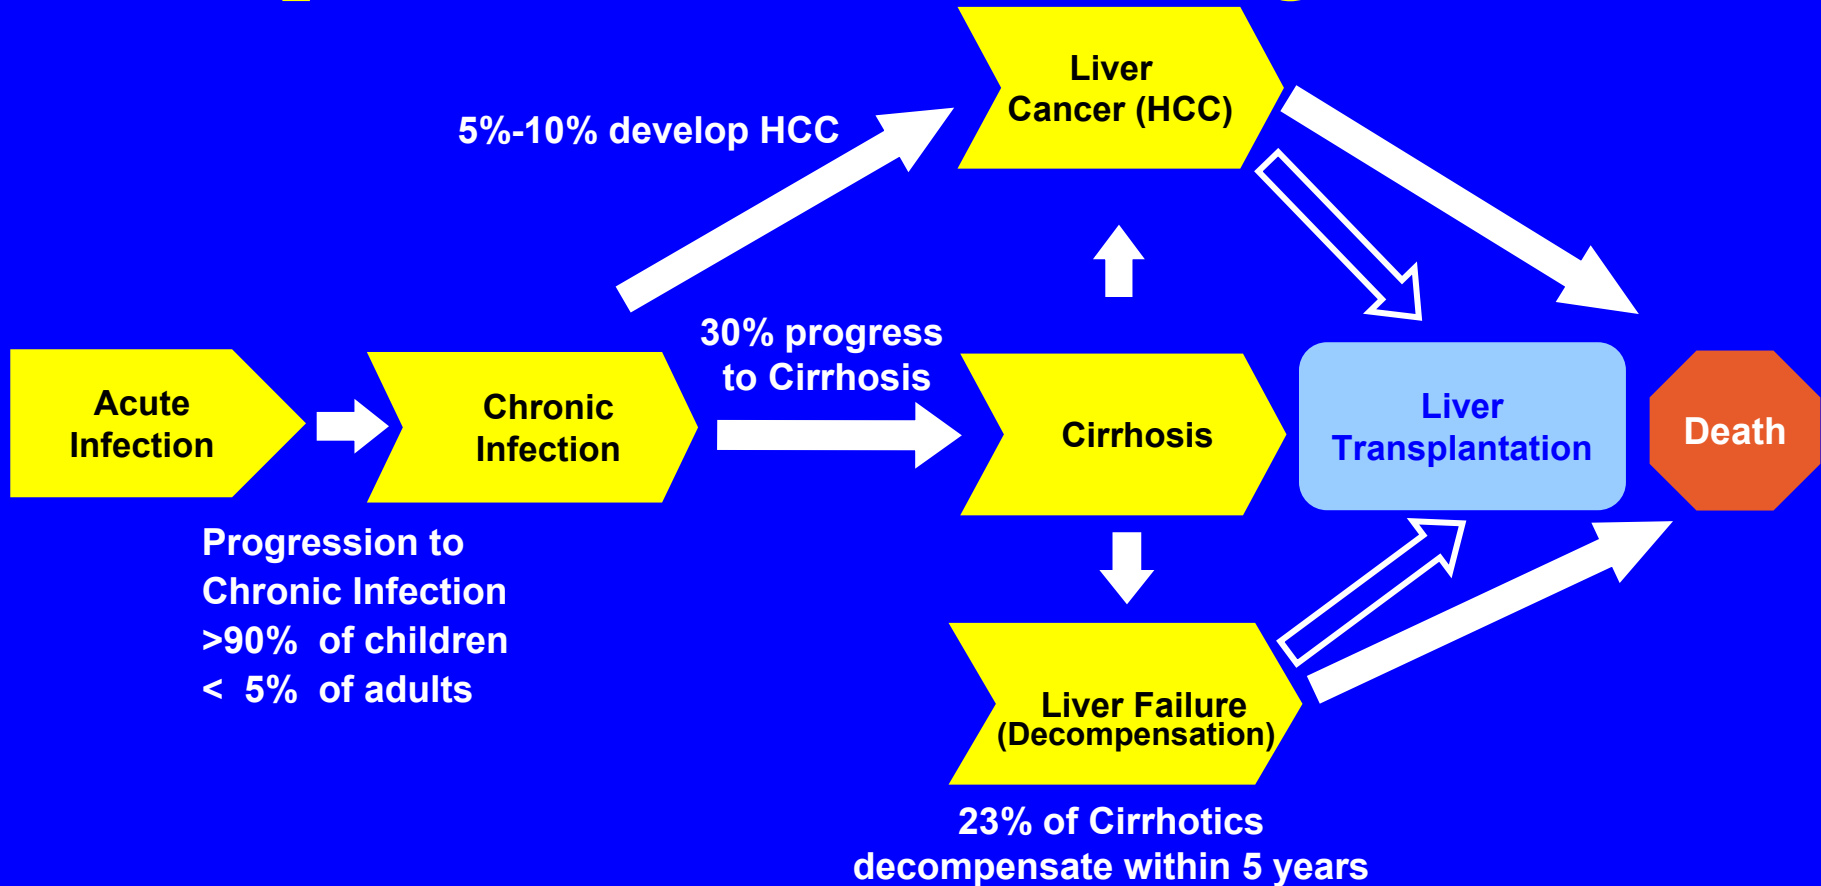 Liver
Cancer (HCC)
5%-10% develop HCC
30% progress
to Cirrhosis
Acute
Infection
Chronic
Infection
Cirrhosis
Liver
Transplantation
Death
Progression to
Chronic Infection
>90%  of children
<  5%  of adults
Liver Failure
(Decompensation)
23% of Cirrhotics
decompensate within 5 years